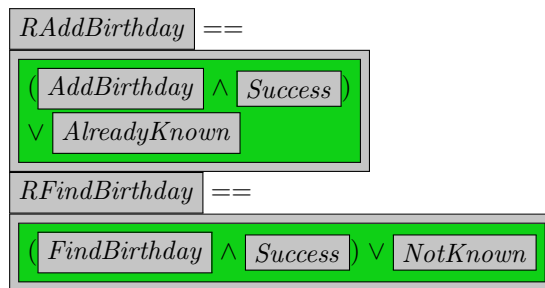 RAddBirthday ==
(AddBirthday ∧ Success)
∨ AlreadyKnown
RFindBirthday ==
(FindBirthday ∧ Success) ∨ NotKnown